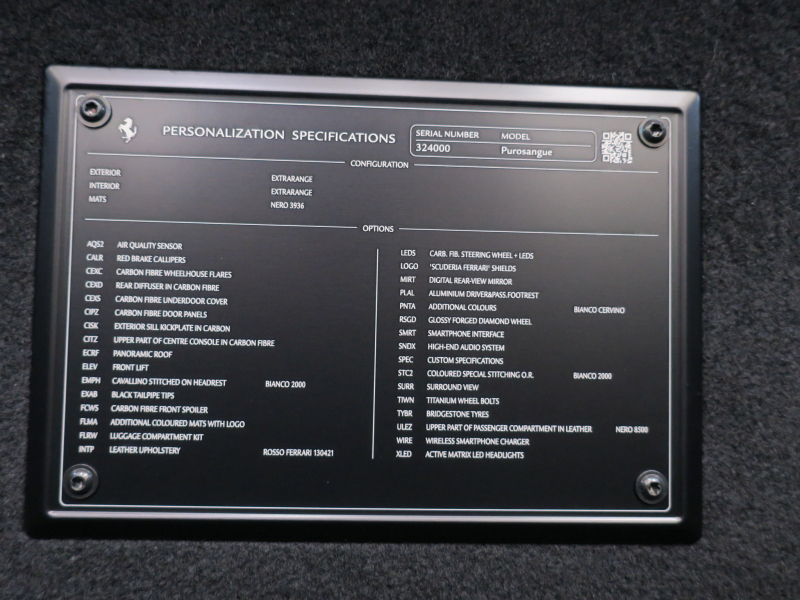 PERSONALIZATION SPECIFICATIONS
SERIAL NUMBER MODEL
324000 Purosangue
CONFIGURATION
EXTERIOR EXTRARANGE
INTERIOR EXTRARANGE
MATS NERO 3936
OPTIONS
AQS2 AIR QUALITY SENSOR
CALR RED BRAKE CALLIPERS
CEXC CARBON FIBRE WHEELHOUSE FLARES
CEXD REAR DIFFUSER IN CARBON FIBRE
CEXS CARBON FIBRE UNDERDOOR COVER
CIPZ CARBON FIBRE DOOR PANELS
CISK EXTERIOR SILL KICKPLATE IN CARBON
CITZ UPPER PART OF CENTRE CONSOLE IN CARBON FIBRE
ECRF PANORAMIC ROOF
ELEV FRONT LIFT
EMPH CAVALLINO STITCHED ON HEADREST BIANCO 2000
EXAB BLACK TAILPIPE TIPS
FCWS CARBON FIBRE FRONT SPOILER
FLMA ADDITIONAL COLOURED MATS WITH LOGO
FLRW LUGGAGE COMPARTMENT KIT
INTP LEATHER UPHOLSTERY ROSSO FERRARI 130421
LEDS CARB. FIB. STEERING WHEEL + LEDS
LOGO 'SCUDERIA FERRARI' SHIELDS
MIRT DIGITAL REAR-VIEW MIRROR
PLAL ALUMINIUM DRIVER&PASS.FOOTREST
PNTA ADDITIONAL COLOURS BIANCO CERVINO
RSGD GLOSSY FORGED DIAMOND WHEEL
SMRT SMARTPHONE INTERFACE
SNDX HIGH-END AUDIO SYSTEM
SPEC CUSTOM SPECIFICATIONS
STC2 COLOURED SPECIAL STITCHING O.R. BIANCO 2000
SURR SURROUND VIEW
TIWN TITANIUM WHEEL BOLTS
TYBR BRIDGESTONE TYRES
ULEZ UPPER PART OF PASSENGER COMPARTMENT IN LEATHER NERO 8500
WIRE WIRELESS SMARTPHONE CHARGER
XLED ACTIVE MATRIX LED HEADLIGHTS